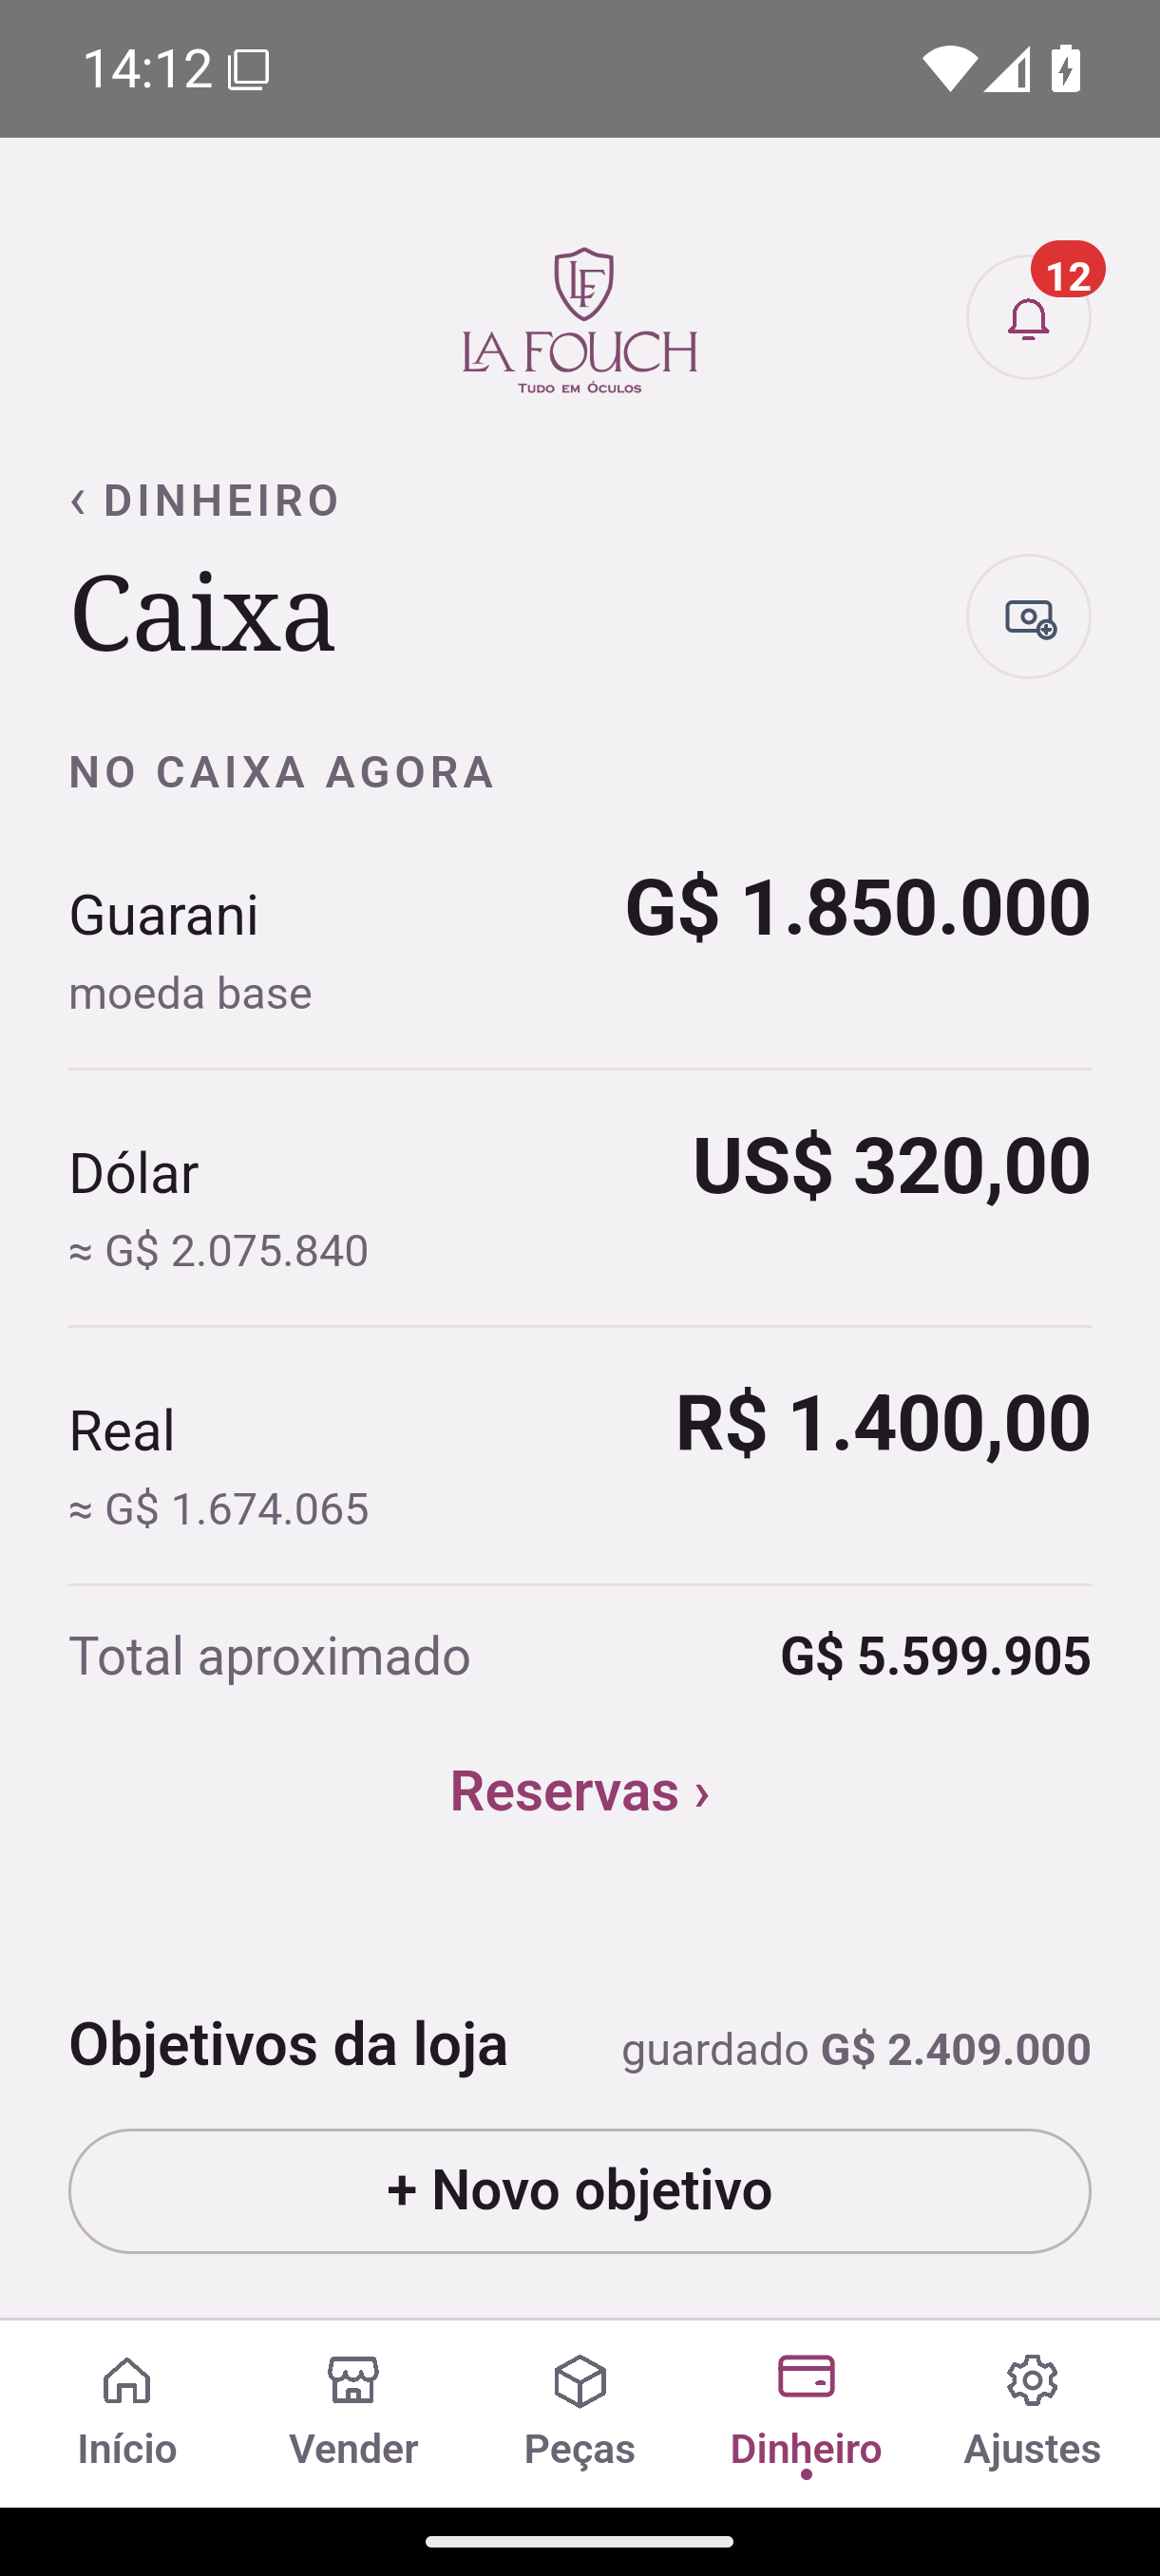 14:12
12
LF
LA FOUCH
TUDO EM ÓCULOS
‹ DINHEIRO
Caixa
NO CAIXA AGORA
Guarani G$ 1.850.000
moeda base
Dólar US$ 320,00
≈ G$ 2.075.840
Real R$ 1.400,00
≈ G$ 1.674.065
Total aproximado G$ 5.599.905
Reservas ›
Objetivos da loja guardado G$ 2.409.000
+ Novo objetivo
Início Vender Peças Dinheiro Ajustes